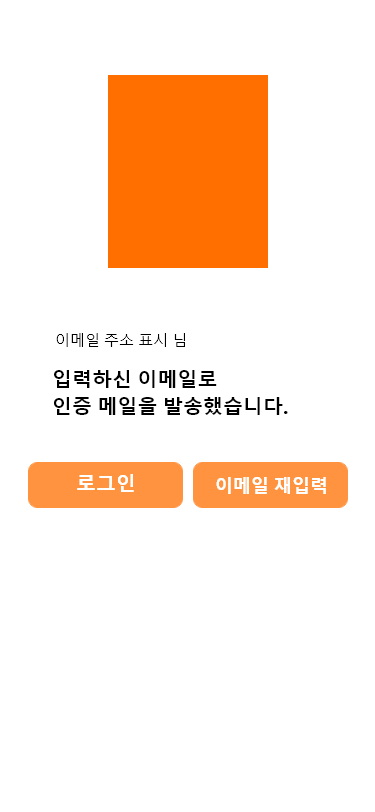 이메일 주소 표시 님
입력하신 이메일로
인증 메일을 발송했습니다.
로그인
이메일 재입력